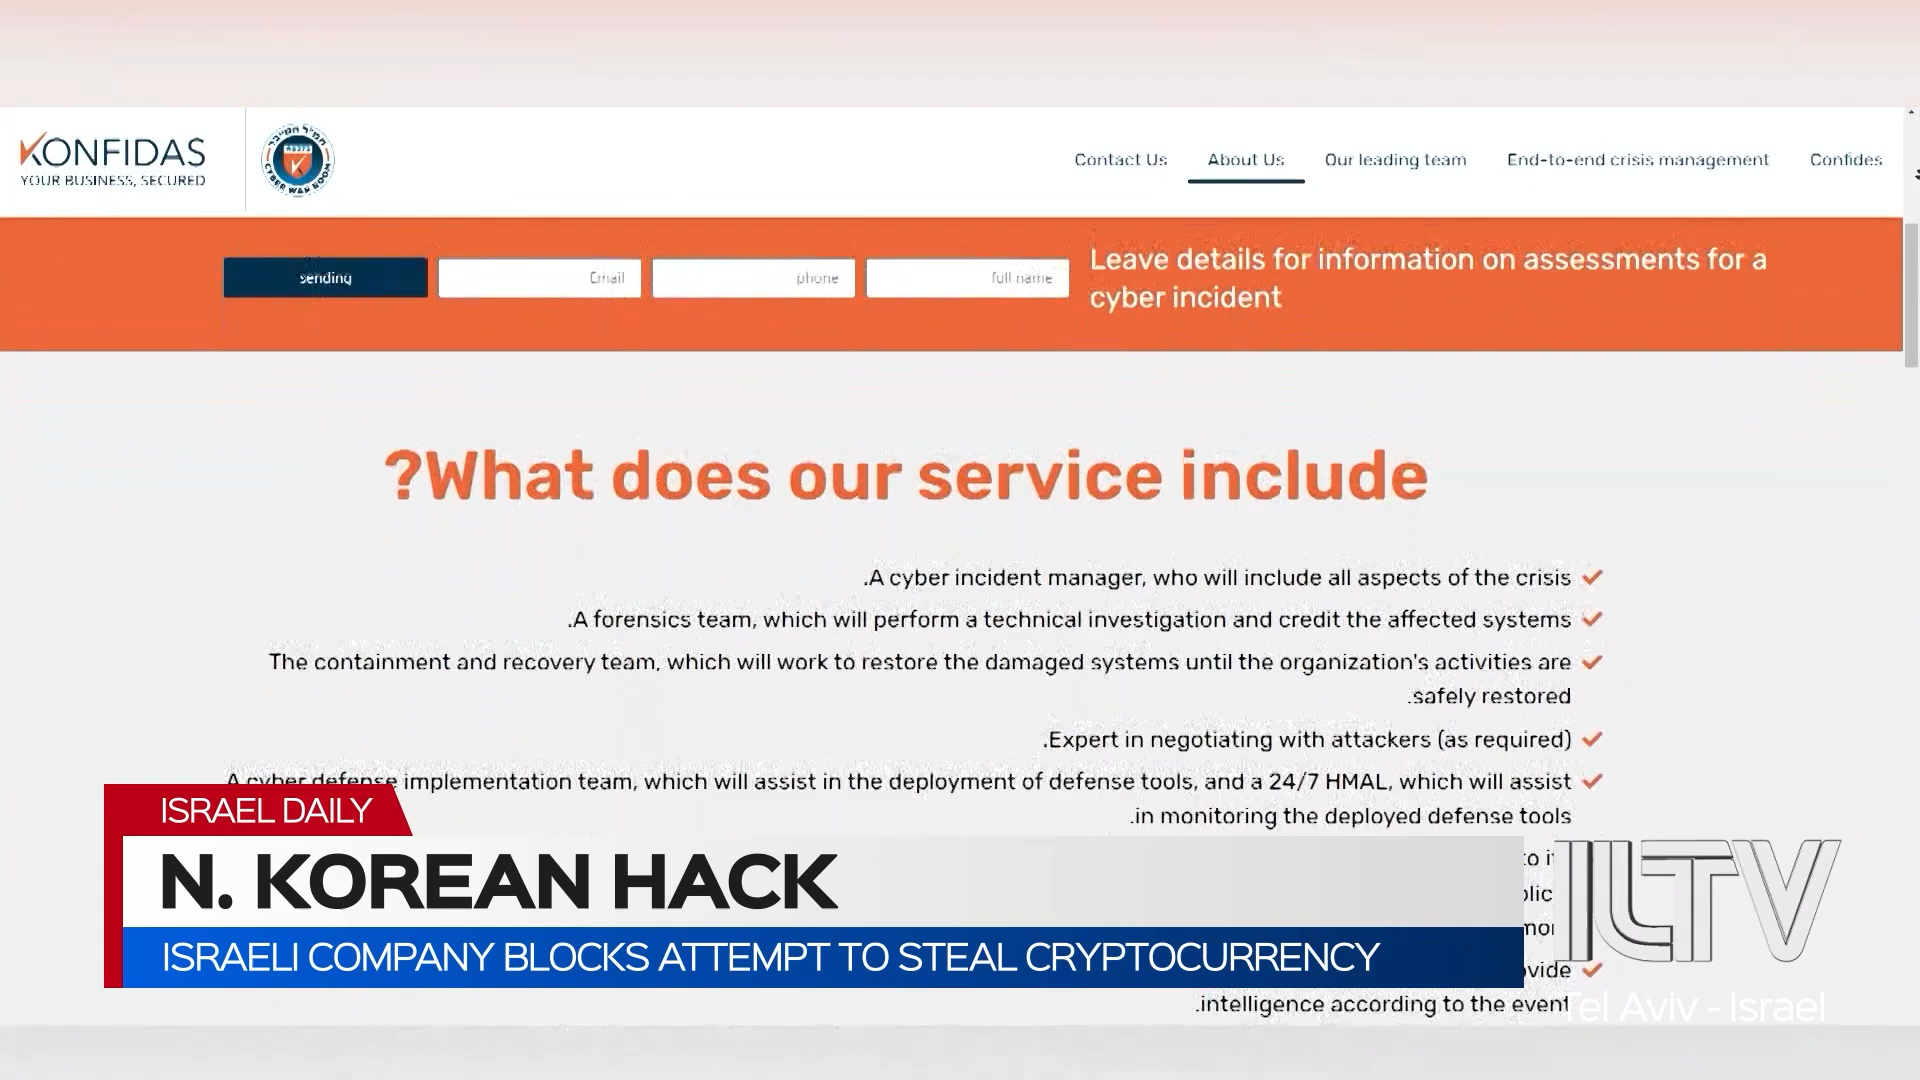 KONFIDAS
YOUR BUSINESS, SECURED
CYBER WAR ROOM
Contact Us
About Us
Our leading team
End-to-end crisis management
Confides
sending
Email
phone
full name
Leave details for information on assessments for a
cyber incident
?What does our service include
.A cyber incident manager, who will include all aspects of the crisis
.A forensics team, which will perform a technical investigation and credit the affected systems
The containment and recovery team, which will work to restore the damaged systems until the organization's activities are
.safely restored
.Expert in negotiating with attackers (as required)
A cyber defense implementation team, which will assist in the deployment of defense tools, and a 24/7 HMAL, which will assist
.in monitoring the deployed defense tools
.intelligence according to the event
ISRAEL DAILY
N. KOREAN HACK
ISRAELI COMPANY BLOCKS ATTEMPT TO STEAL CRYPTOCURRENCY
ILTV
Tel Aviv - Israel